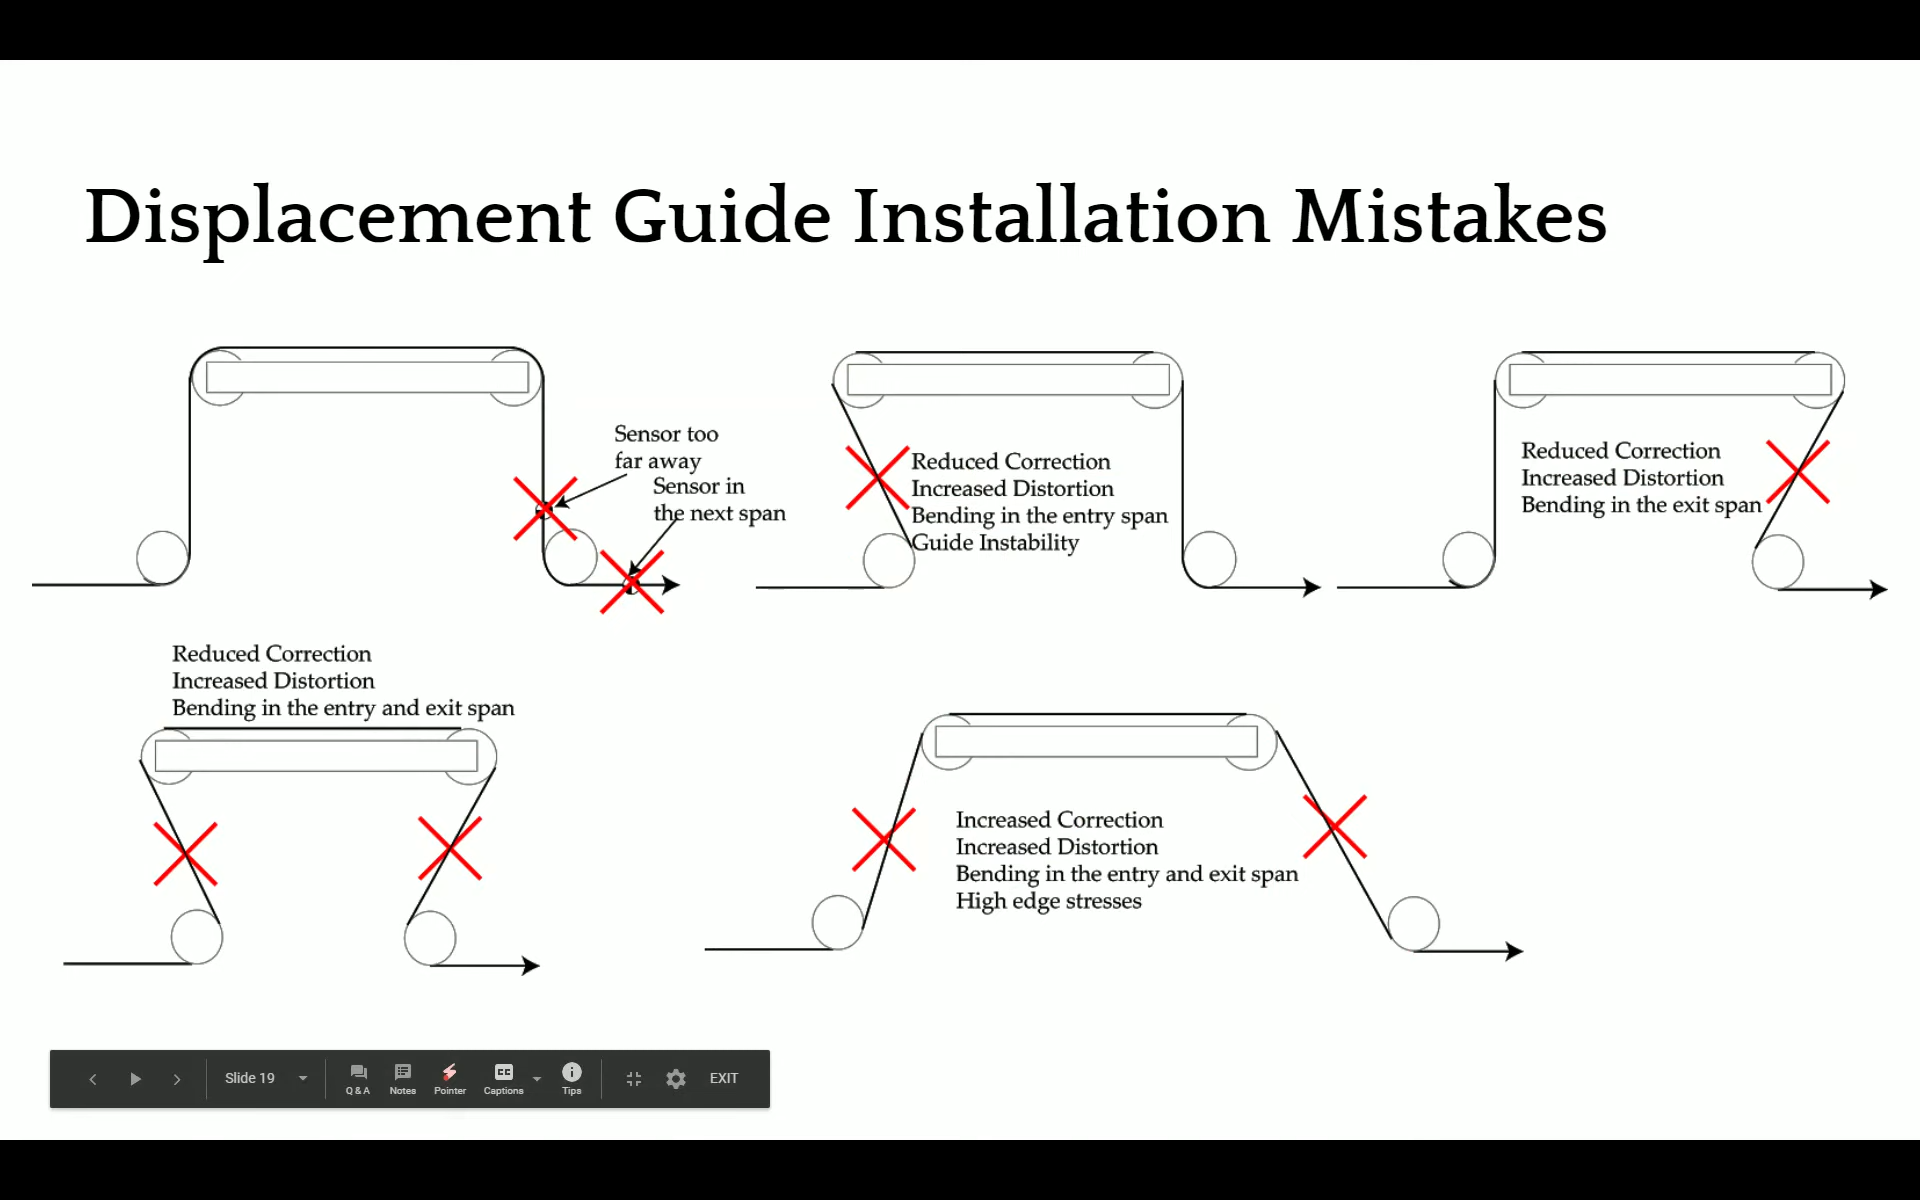 Displacement Guide Installation Mistakes
Sensor too
far away
Sensor in
the next span
Reduced Correction
Increased Distortion
Bending in the entry span
Guide Instability
Reduced Correction
Increased Distortion
Bending in the exit span
Reduced Correction
Increased Distortion
Bending in the entry and exit span
Increased Correction
Increased Distortion
Bending in the entry and exit span
High edge stresses
Slide 19
Q & A
Notes
Pointer
CC
Captions
Tips
EXIT